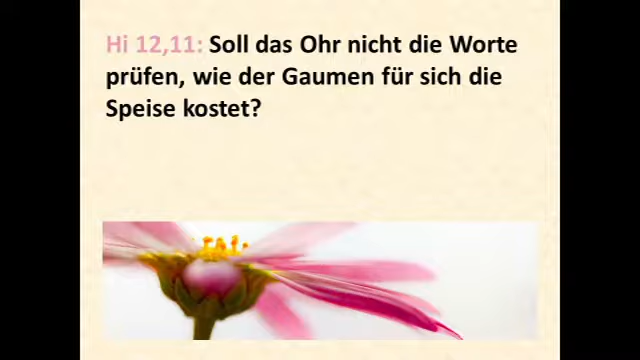 Hi 12,11: Soll das Ohr nicht die Worte
prüfen, wie der Gaumen für sich die
Speise kostet?